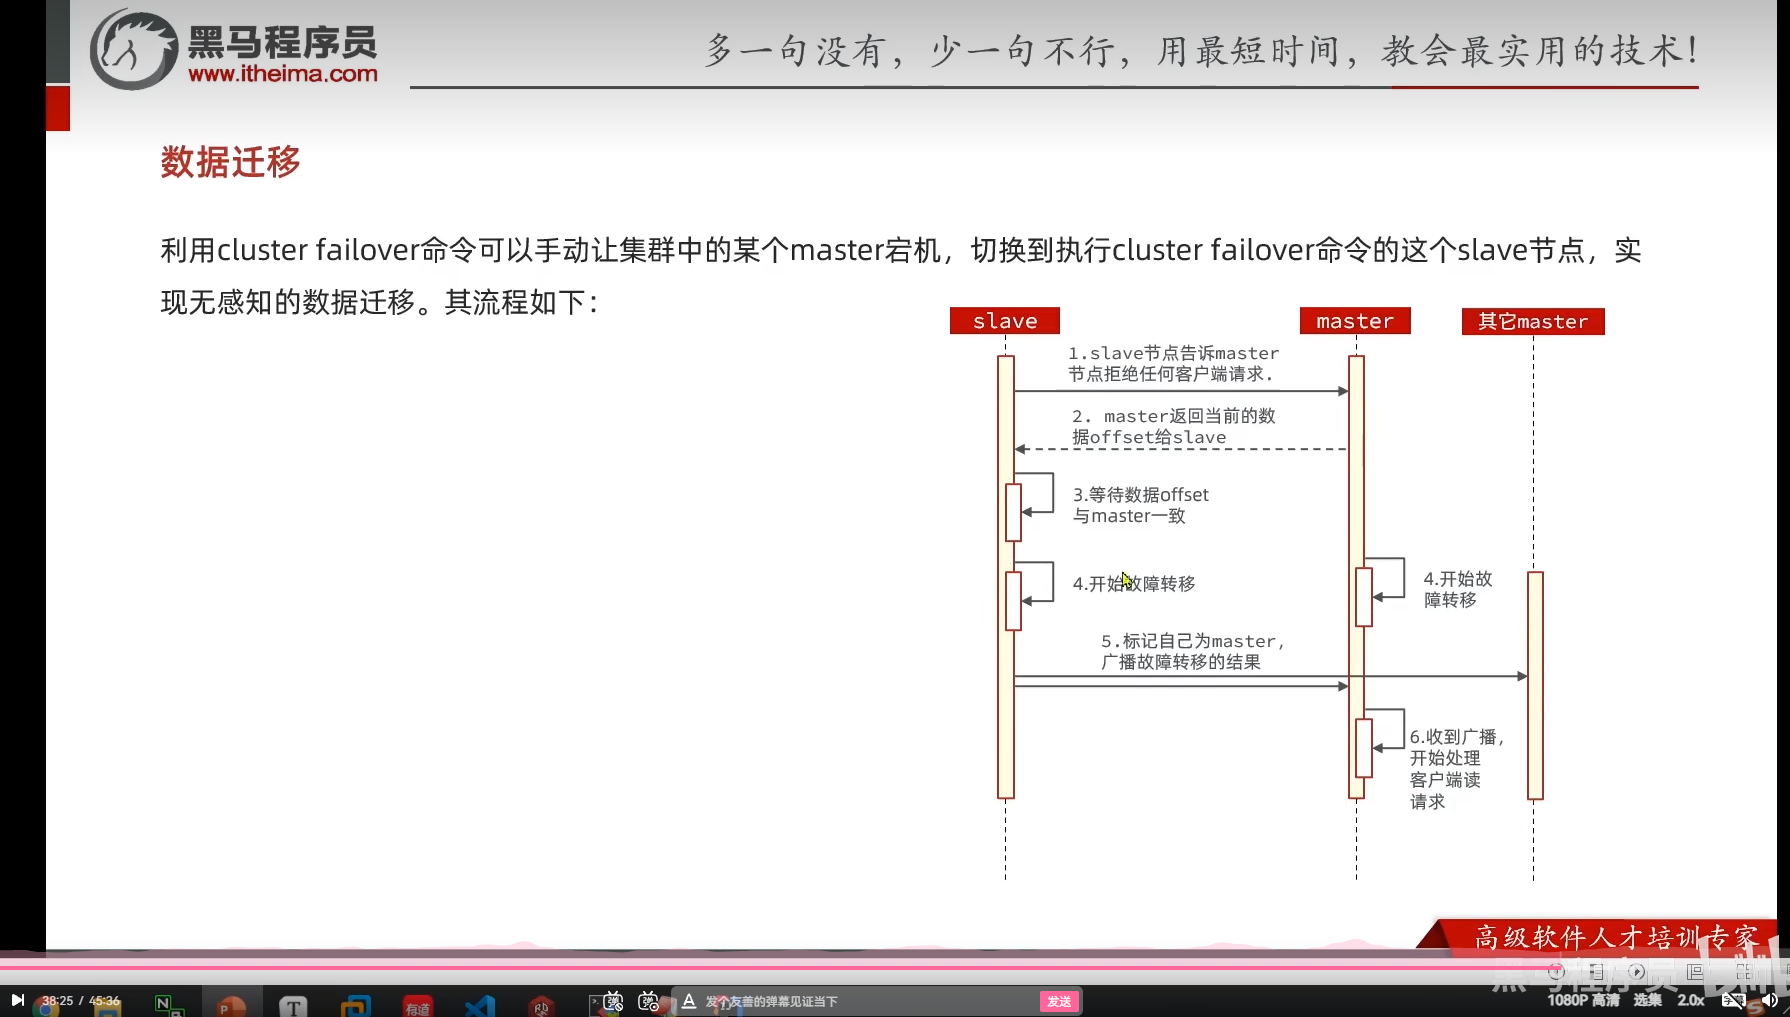 黑马程序员
www.itheima.com
多一句没有，少一句不行，用最短时间，教会最实用的技术！
数据迁移
利用cluster failover命令可以手动让集群中的某个master宕机，切换到执行cluster failover命令的这个slave节点，实
现无感知的数据迁移。其流程如下：
slave
master
其它master
1.slave节点告诉master
节点拒绝任何客户端请求.
2. master返回当前的数
据offset给slave
3.等待数据offset
与master一致
4.开始故障转移
4.开始故
障转移
5.标记自己为master，
广播故障转移的结果
6.收到广播，
开始处理
客户端读
请求
高级软件人才培训专家
黑马程序员
38:25 / 45:36
发个友善的弹幕见证当下
发送
1080P 高清
选集
2.0x
有道